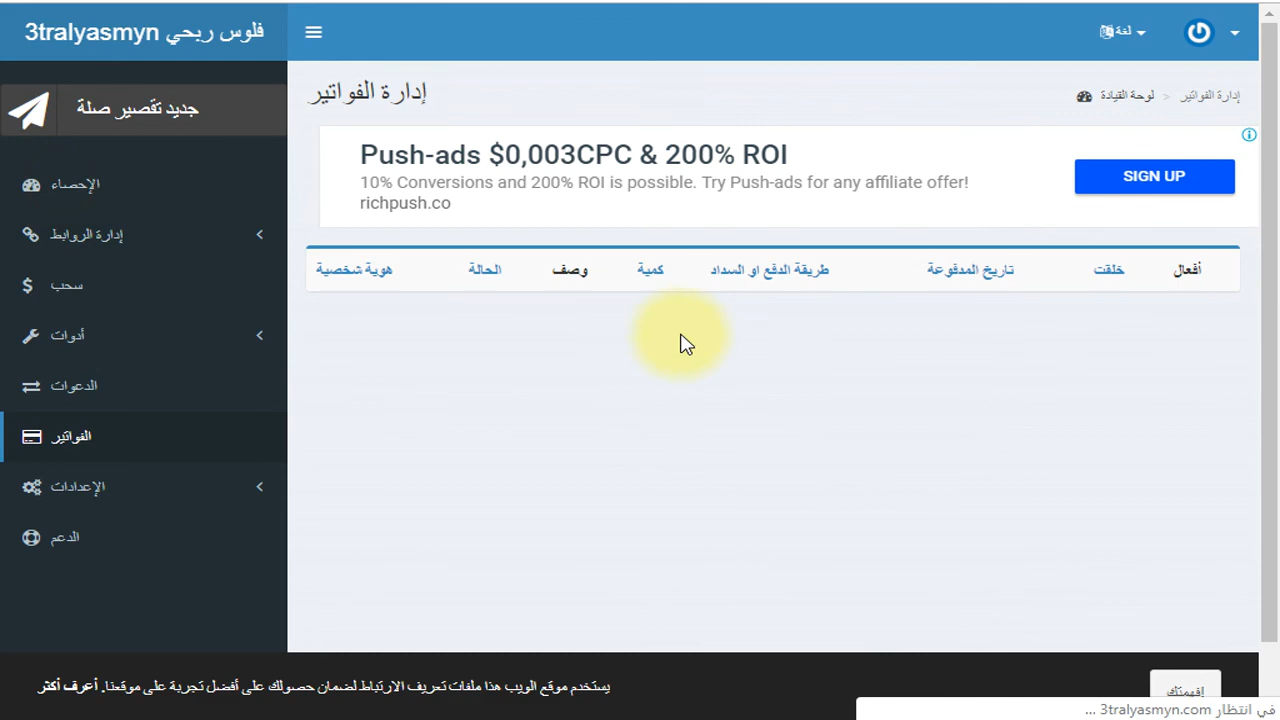 فلوس ربحي 3tralyasmyn
لغة
جديد تقصير صلة
الإحصاء
إدارة الروابط
سحب
أدوات
الدعوات
الفواتير
الإعدادات
الدعم
إدارة الفواتير
لوحة القيادة > إدارة الفواتير
Push-ads $0,003CPC & 200% ROI
10% Conversions and 200% ROI is possible. Try Push-ads for any affiliate offer!
richpush.co
SIGN UP
هوية شخصية الحالة وصف كمية طريقة الدفع او السداد تاريخ المدفوعة خلقت أفعال
يستخدم موقع الويب هذا ملفات تعريف الارتباط لضمان حصولك على أفضل تجربة على موقعنا. أعرف أكثر
إفهمتك
في انتظار 3tralyasmyn.com ...